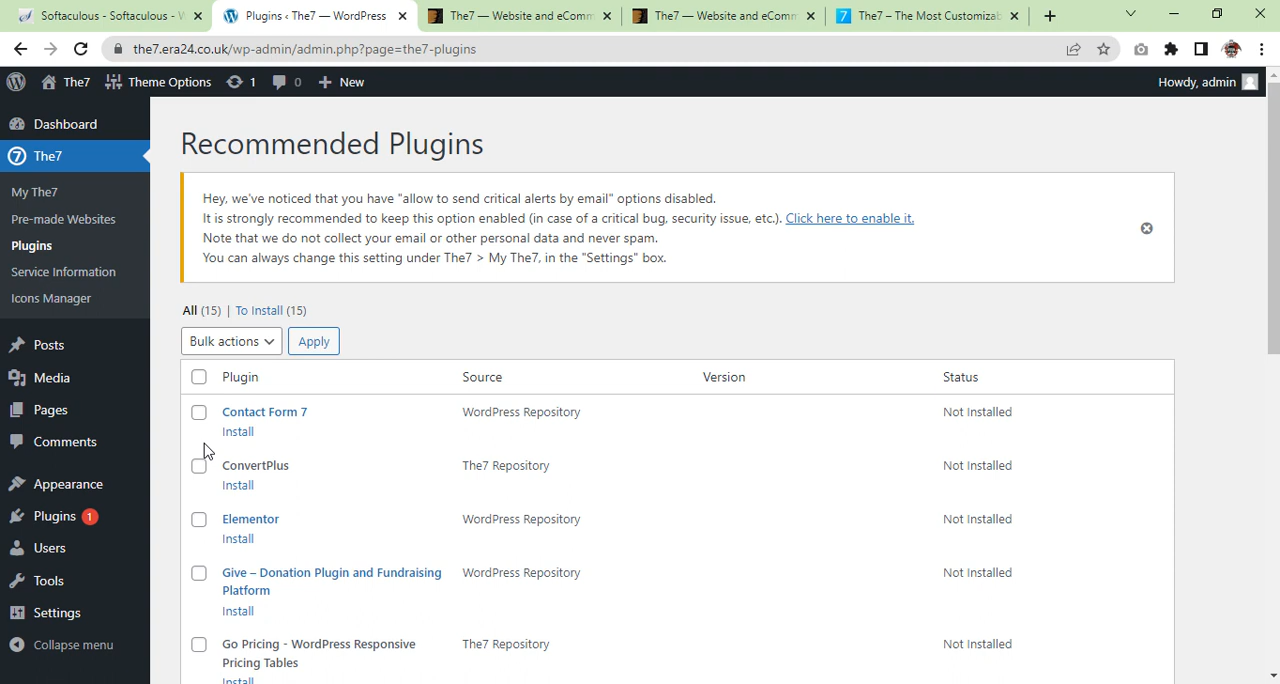 Softaculous - Softaculous - W
Plugins ‹ The7 — WordPress
The7 — Website and eComm
The7 — Website and eComm
The7 – The Most Customizab
the7.era24.co.uk/wp-admin/admin.php?page=the7-plugins
The7 Theme Options 1 0 New Howdy, admin
Dashboard
The7
My The7
Pre-made Websites
Plugins
Service Information
Icons Manager
Posts
Media
Pages
Comments
Appearance
Plugins 1
Users
Tools
Settings
Collapse menu
Recommended Plugins
Hey, we've noticed that you have "allow to send critical alerts by email" options disabled.
It is strongly recommended to keep this option enabled (in case of a critical bug, security issue, etc.). Click here to enable it.
Note that we do not collect your email or other personal data and never spam.
You can always change this setting under The7 > My The7, in the "Settings" box.
All (15) | To Install (15)
Bulk actions Apply
Plugin Source Version Status
Contact Form 7 WordPress Repository Not Installed
Install
ConvertPlus The7 Repository Not Installed
Install
Elementor WordPress Repository Not Installed
Install
Give – Donation Plugin and Fundraising WordPress Repository Not Installed
Platform
Install
Go Pricing - WordPress Responsive The7 Repository Not Installed
Pricing Tables
Install